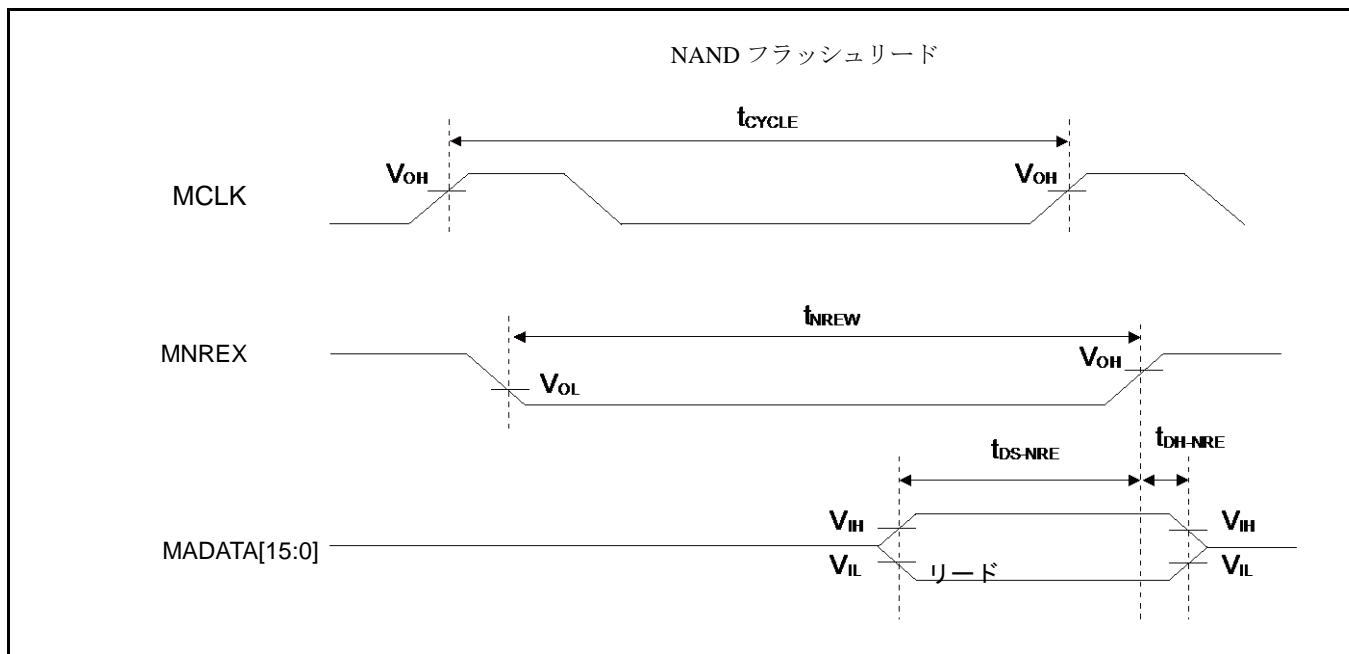 NAND フラッシュリード
tCYCLE
VOH VOH
MCLK
tNREW
MNREX
VOH
VOL
tDS-NRE tDH-NRE
VIH VIH
MADATA[15:0]
VIL リード VIL